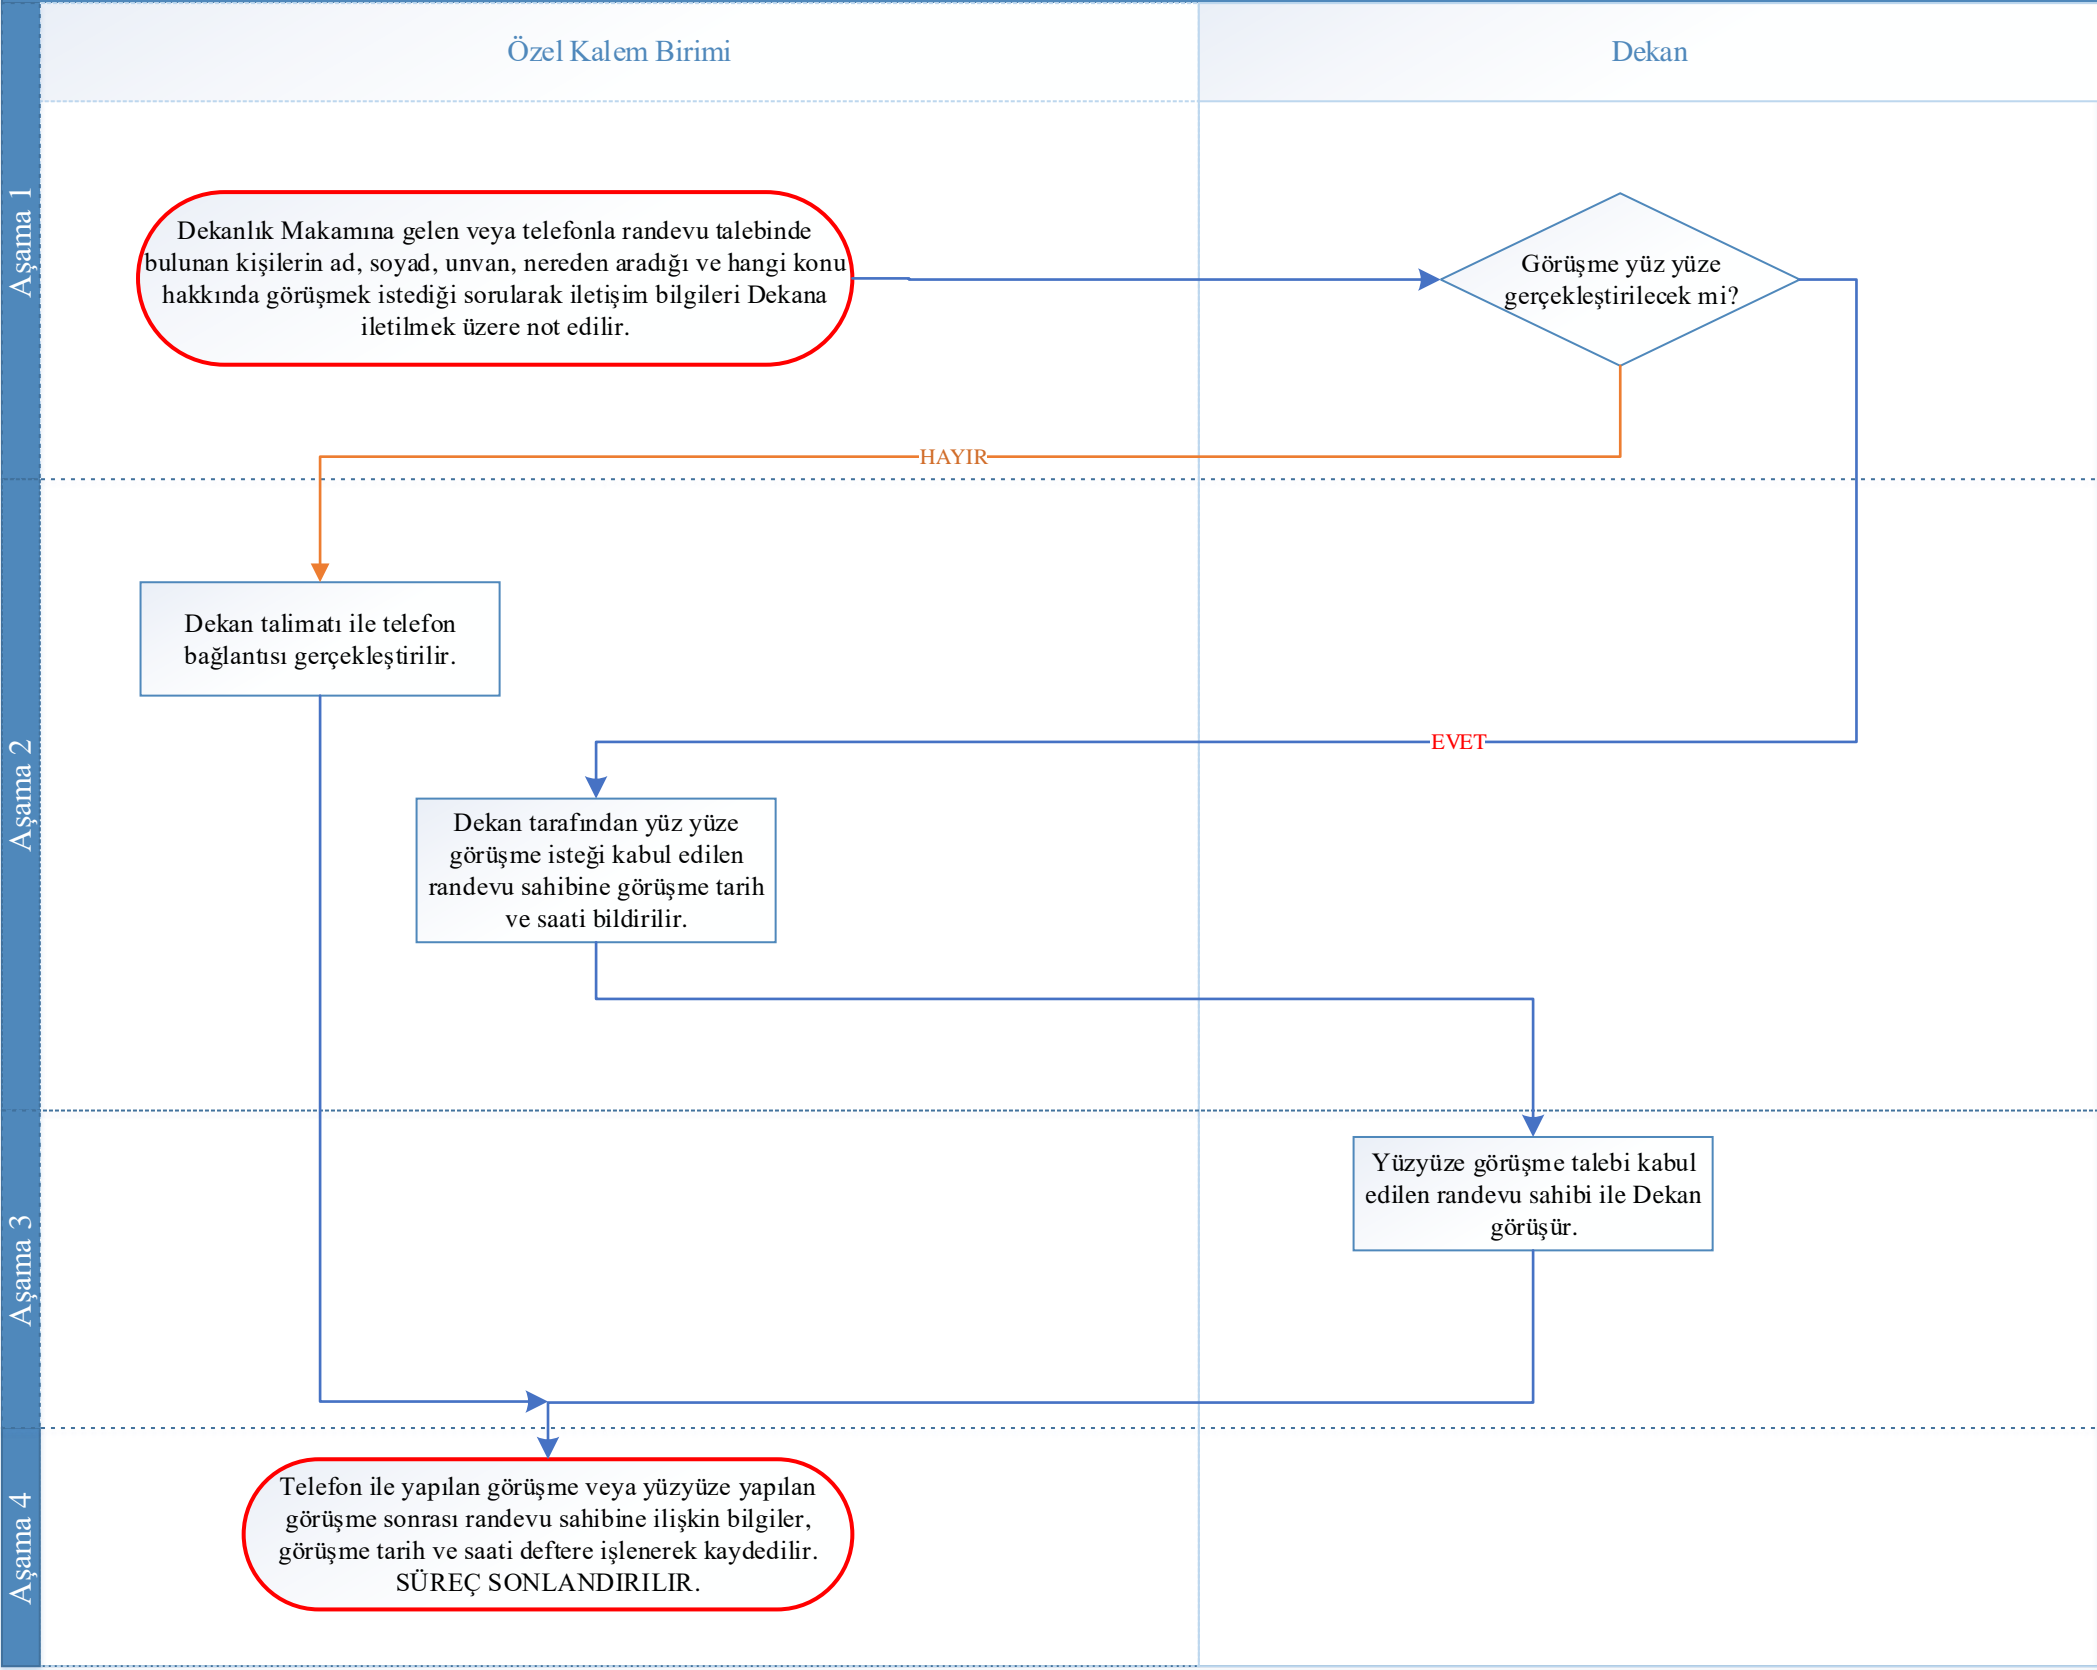 Özel Kalem Birimi
Dekan
Aşama 1
Dekanlık Makamına gelen veya telefonla randevu talebinde
bulunan kişilerin ad, soyad, unvan, nereden aradığı ve hangi konu
hakkında görüşmek istediği sorularak iletişim bilgileri Dekana
iletilmek üzere not edilir.
Görüşme yüz yüze
gerçekleştirilecek mi?
HAYIR
Aşama 2
Dekan talimatı ile telefon
bağlantısı gerçekleştirilir.
EVET
Dekan tarafından yüz yüze
görüşme isteği kabul edilen
randevu sahibine görüşme tarih
ve saati bildirilir.
Aşama 3
Yüzyüze görüşme talebi kabul
edilen randevu sahibi ile Dekan
görüşür.
Aşama 4
Telefon ile yapılan görüşme veya yüzyüze yapılan
görüşme sonrası randevu sahibine ilişkin bilgiler,
görüşme tarih ve saati deftere işlenerek kaydedilir.
SÜREÇ SONLANDIRILIR.